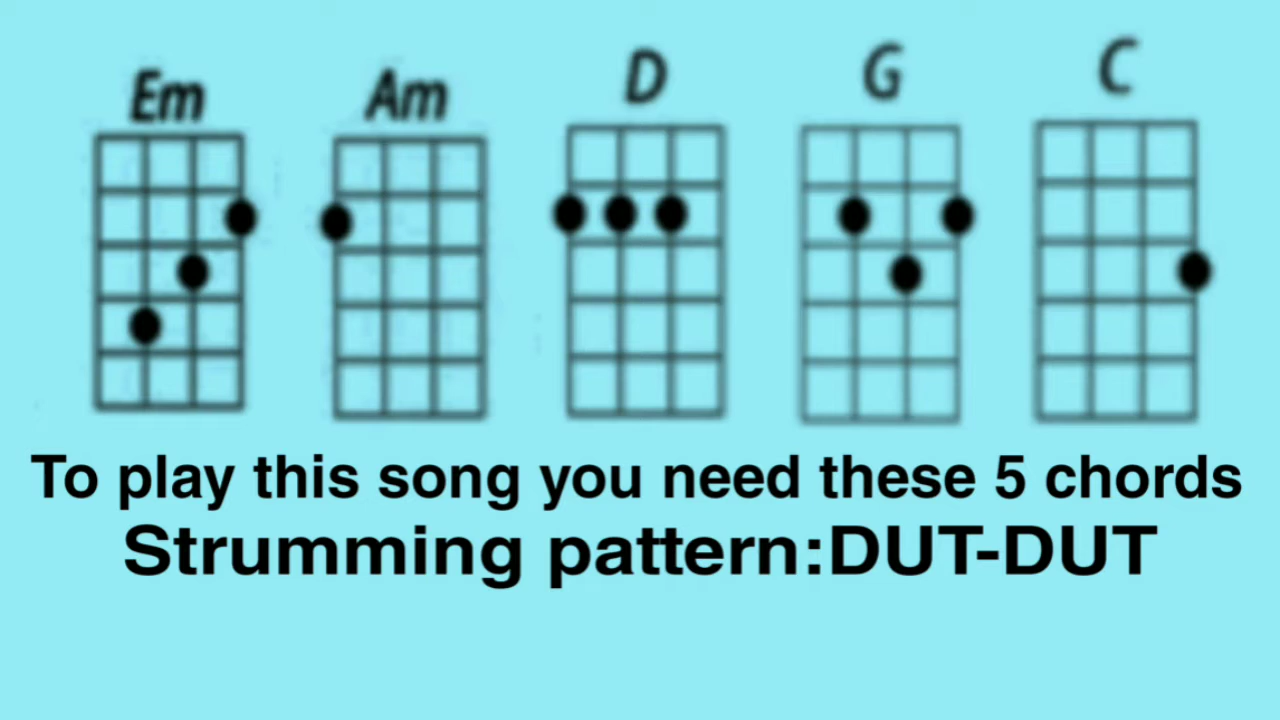 Em Am D G C
To play this song you need these 5 chords
Strumming pattern:DUT-DUT